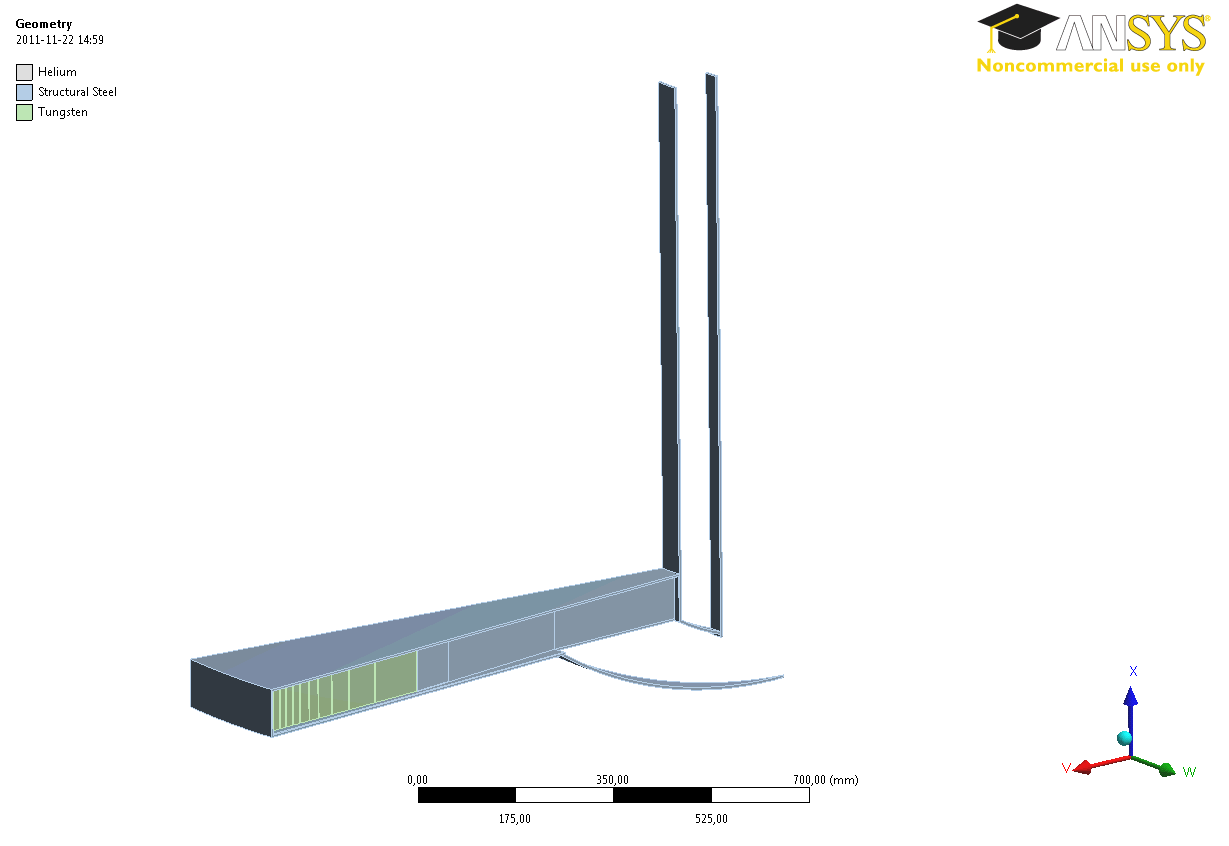 Geometry
2011-11-22 14:59
Helium
Structural Steel
Tungsten
ANSYS
Noncommercial use only
0,00 350,00 700,00 (mm)
175,00 525,00
X
V
W